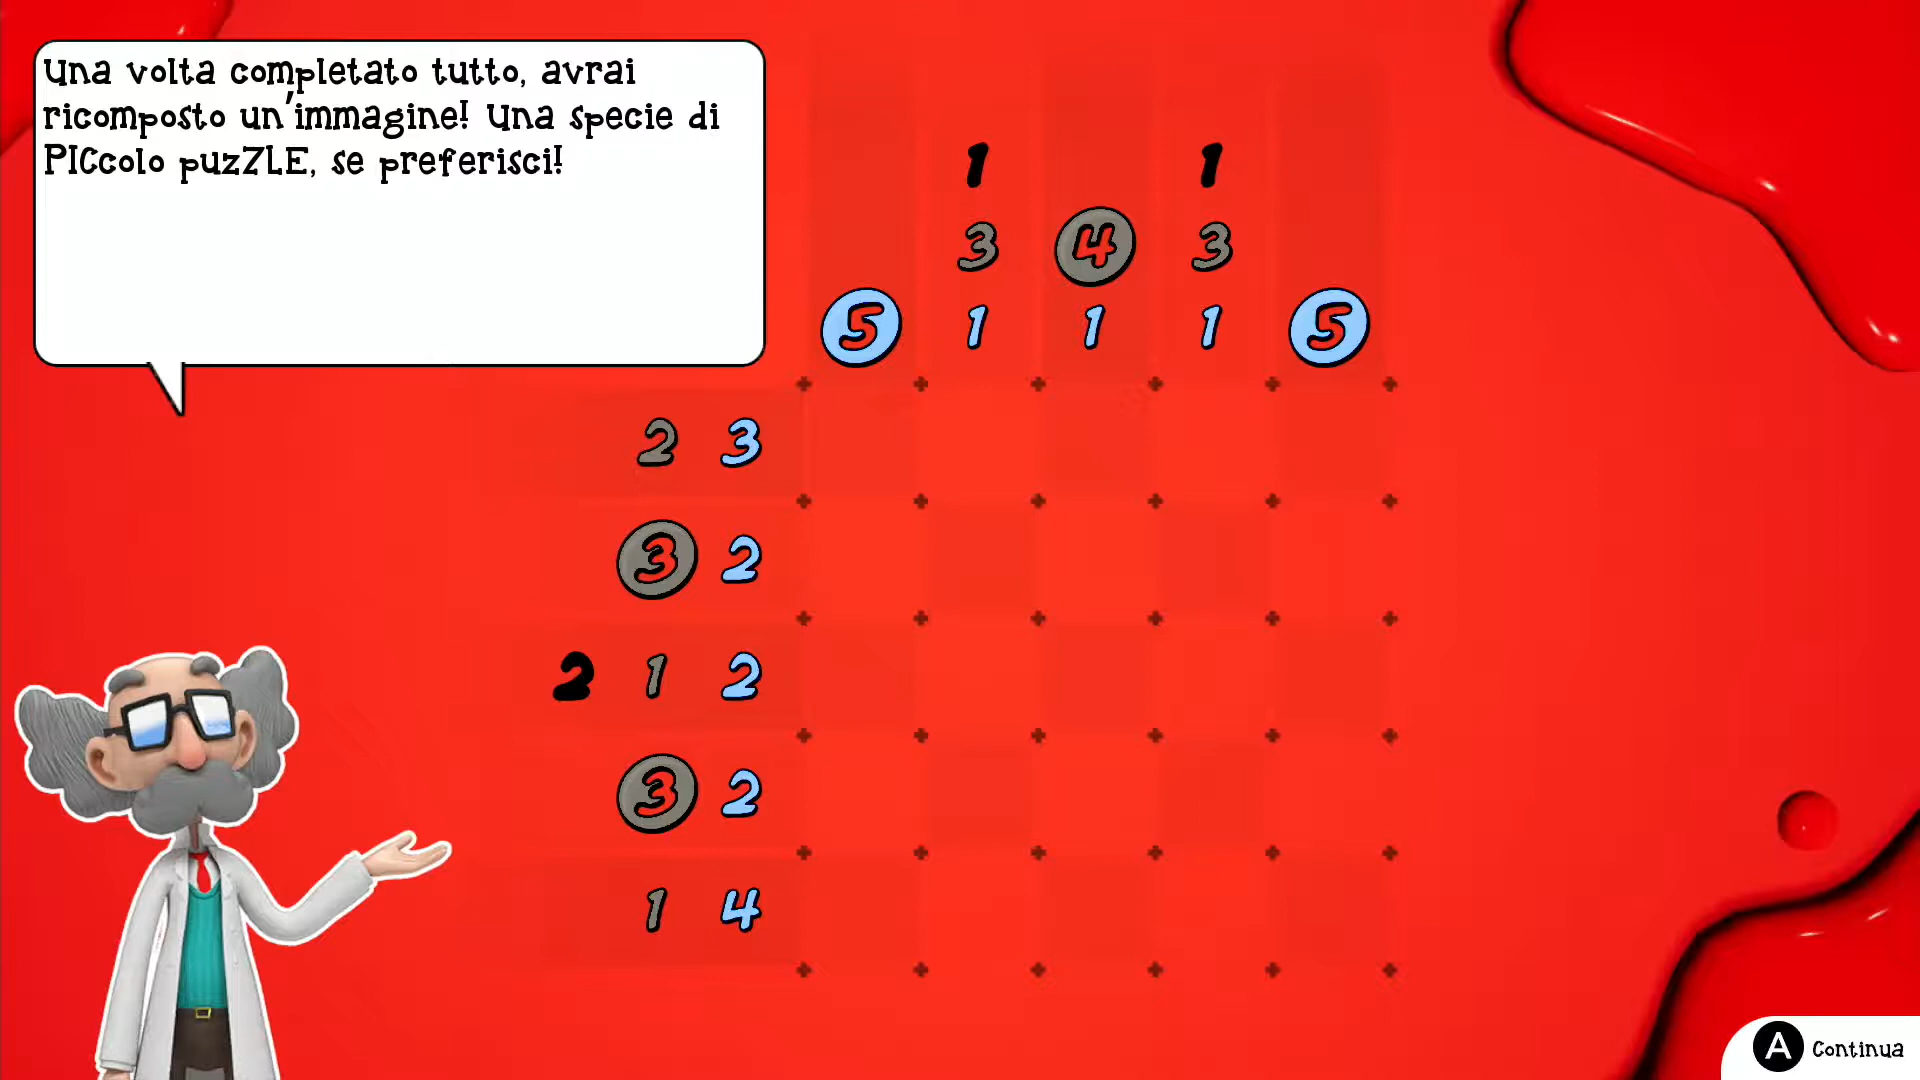 Una volta completato tutto, avrai
ricomposto un'immagine! Una specie di
PICcolo puzZLE, se preferisci!
1 1
3 4 3
5 1 1 1 5
2 3
3 2
2 1 2
3 2
1 4
A Continua